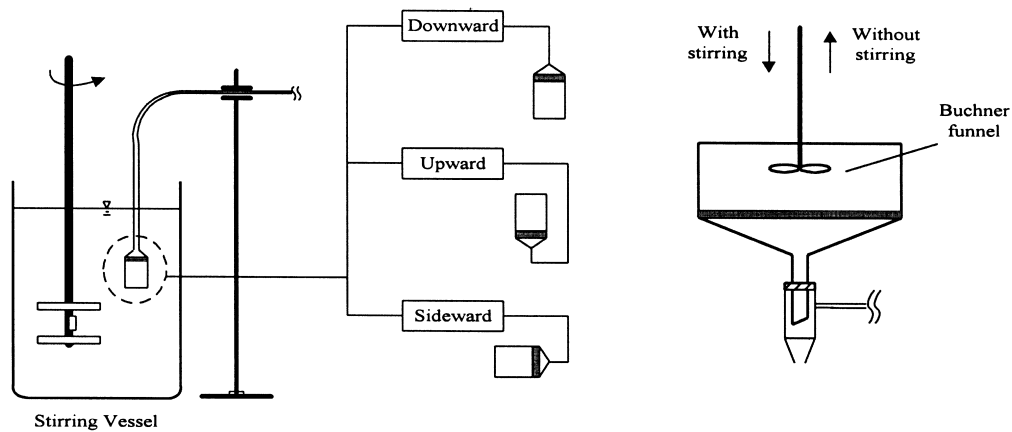 Downward
Upward
Sideward
Stirring Vessel
With
stirring
Without
stirring
Buchner
funnel